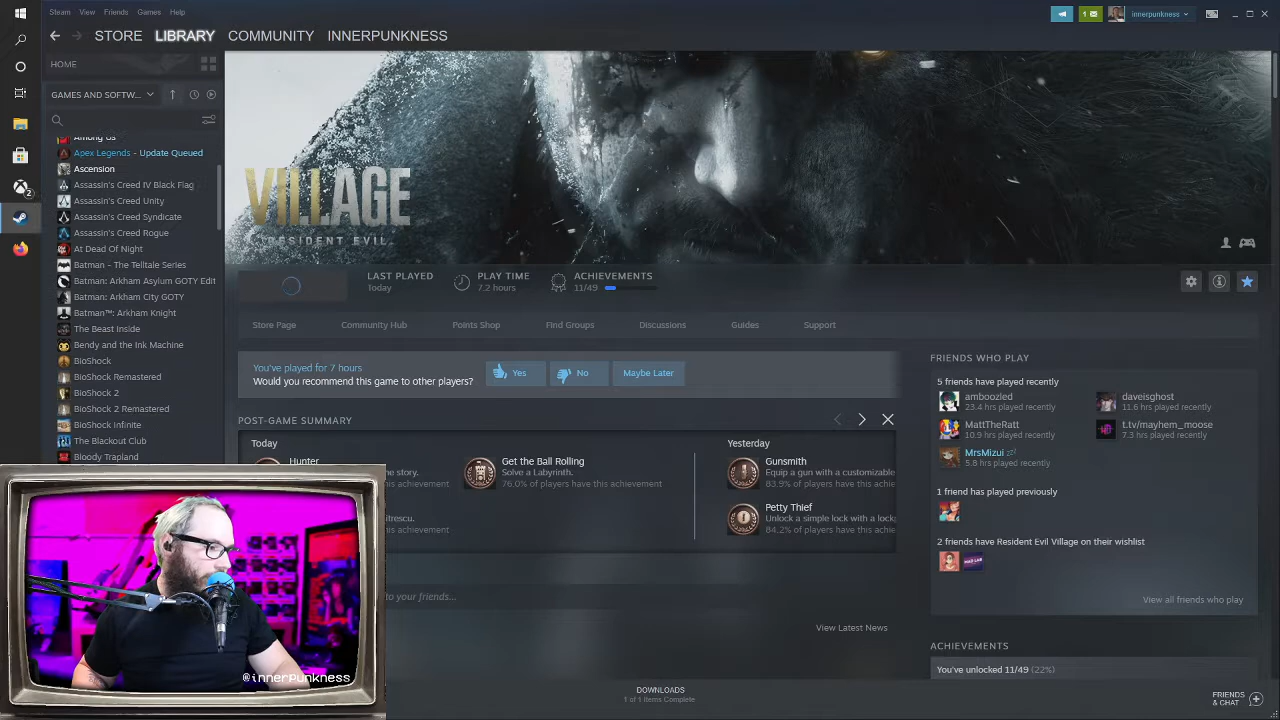 Steam View Friends Games Help
1
innerpunkness
STORE LIBRARY COMMUNITY INNERPUNKNESS
HOME
GAMES AND SOFTW...
Among Us
Apex Legends - Update Queued
Ascension
Assassin's Creed IV Black Flag
Assassin's Creed Unity
Assassin's Creed Syndicate
Assassin's Creed Rogue
At Dead Of Night
Batman - The Telltale Series
Batman: Arkham Asylum GOTY Edit
Batman: Arkham City GOTY
Batman™: Arkham Knight
The Beast Inside
Bendy and the Ink Machine
BioShock
BioShock Remastered
BioShock 2
BioShock 2 Remastered
BioShock Infinite
The Blackout Club
Bloody Trapland
2
VILLAGE
RESIDENT EVIL
LAST PLAYED
Today
PLAY TIME
7.2 hours
ACHIEVEMENTS
11/49
Store Page Community Hub Points Shop Find Groups Discussions Guides Support
You've played for 7 hours
Would you recommend this game to other players?
Yes No Maybe Later
POST-GAME SUMMARY
Today
Hunter
he story.
achievement
Get the Ball Rolling
Solve a Labyrinth.
76.0% of players have this achievement
itrescu.
achievement
Yesterday
Gunsmith
Equip a gun with a customizable
83.9% of players have this achie
Petty Thief
Unlock a simple lock with a lock
84.2% of players have this achie
to your friends...
View Latest News
FRIENDS WHO PLAY
5 friends have played recently
amboozled
23.4 hrs played recently
daveisghost
11.6 hrs played recently
MattTheRatt
10.9 hrs played recently
t.tv/mayhem_moose
7.3 hrs played recently
MrsMizui zzz
5.8 hrs played recently
1 friend has played previously
2 friends have Resident Evil Village on their wishlist
View all friends who play
ACHIEVEMENTS
You've unlocked 11/49 (22%)
@innerpunkness
DOWNLOADS
1 of 1 Items Complete
FRIENDS
& CHAT